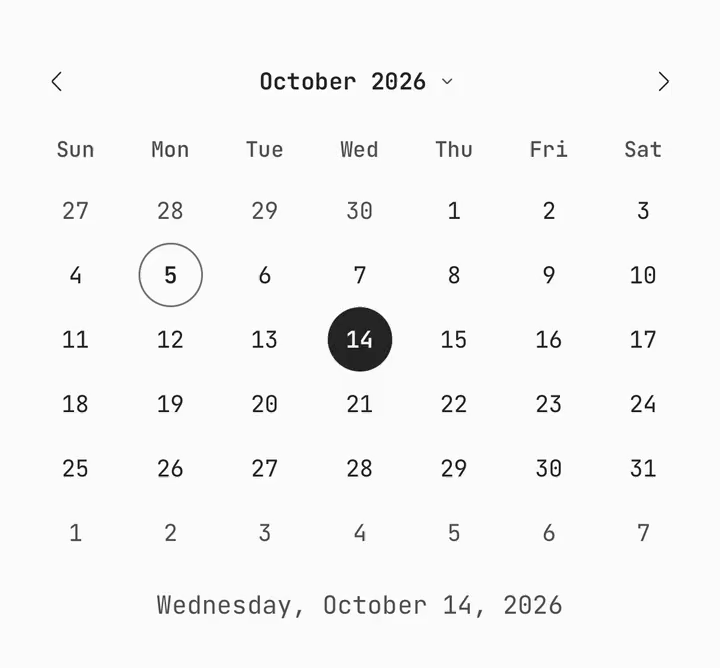 October 2026
Sun Mon Tue Wed Thu Fri Sat
27 28 29 30 1 2 3
4 5 6 7 8 9 10
11 12 13 14 15 16 17
18 19 20 21 22 23 24
25 26 27 28 29 30 31
1 2 3 4 5 6 7
Wednesday, October 14, 2026